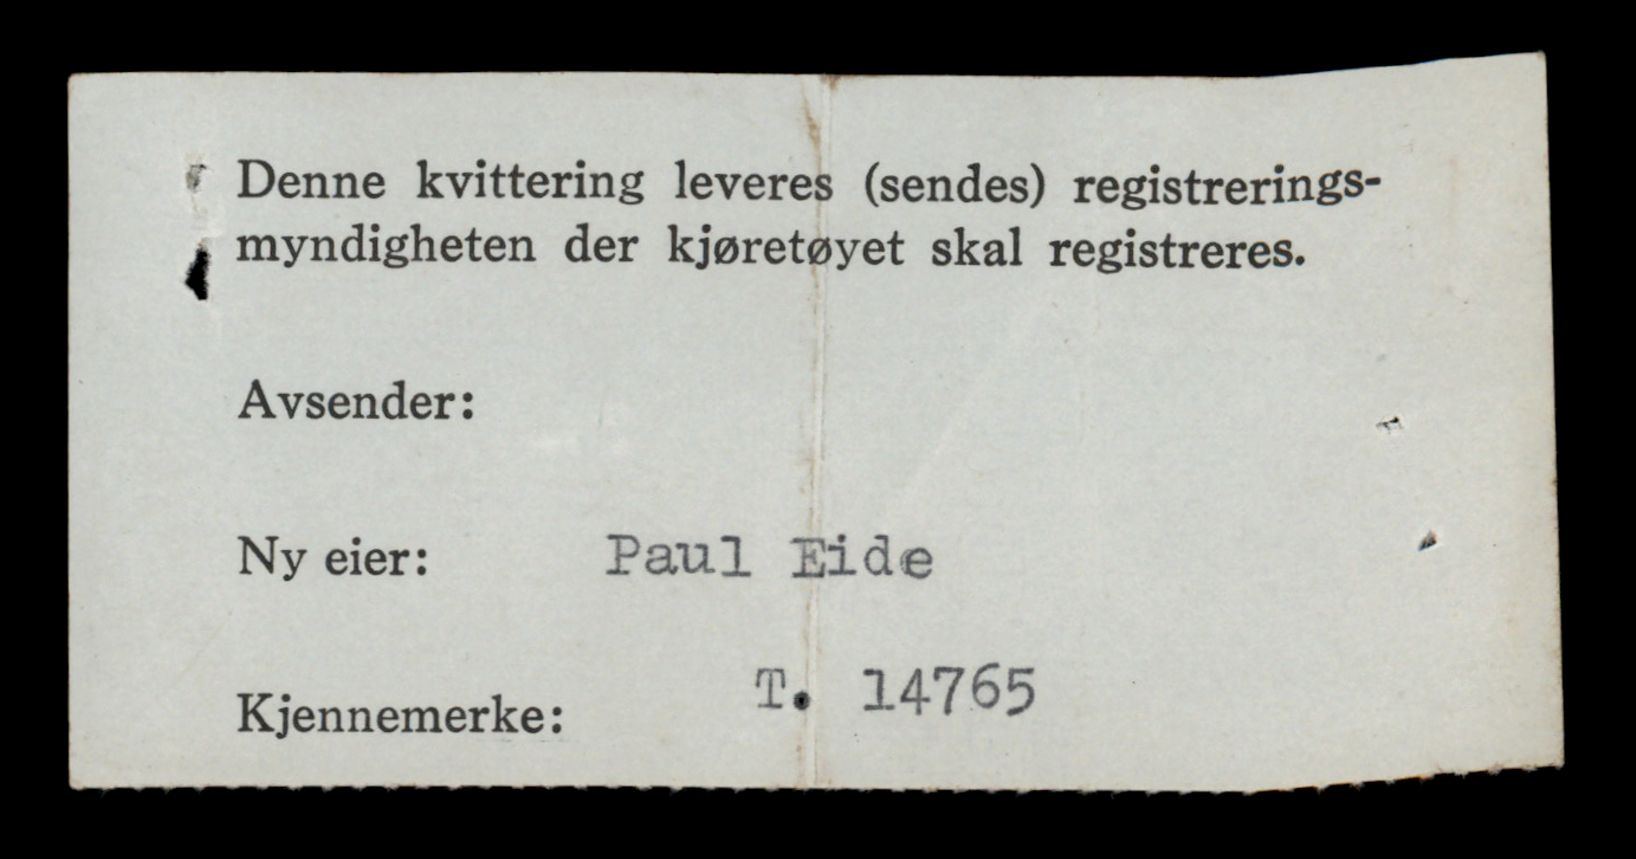 Denne kvittering leveres (sendes) registrerings-
myndigheten der kjøretøyet skal registreres.
Avsender:
Ny eier: Paul Eide
Kjennemerke: T. 14765